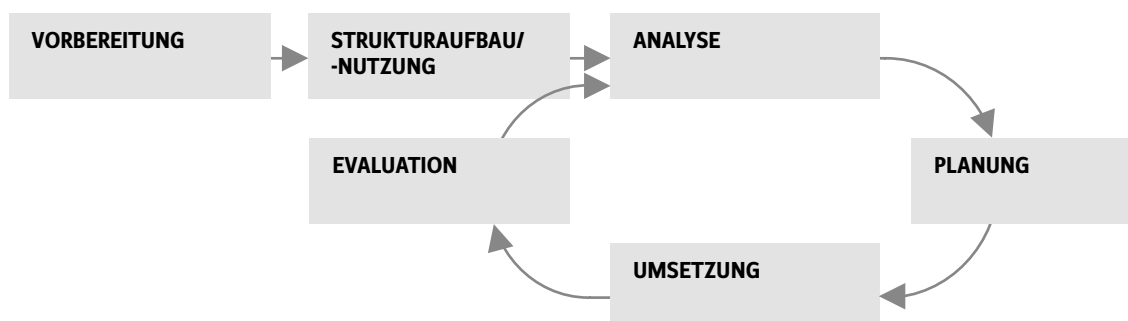 VORBEREITUNG
STRUKTURAUFBAU/
-NUTZUNG
ANALYSE
EVALUATION
PLANUNG
UMSETZUNG